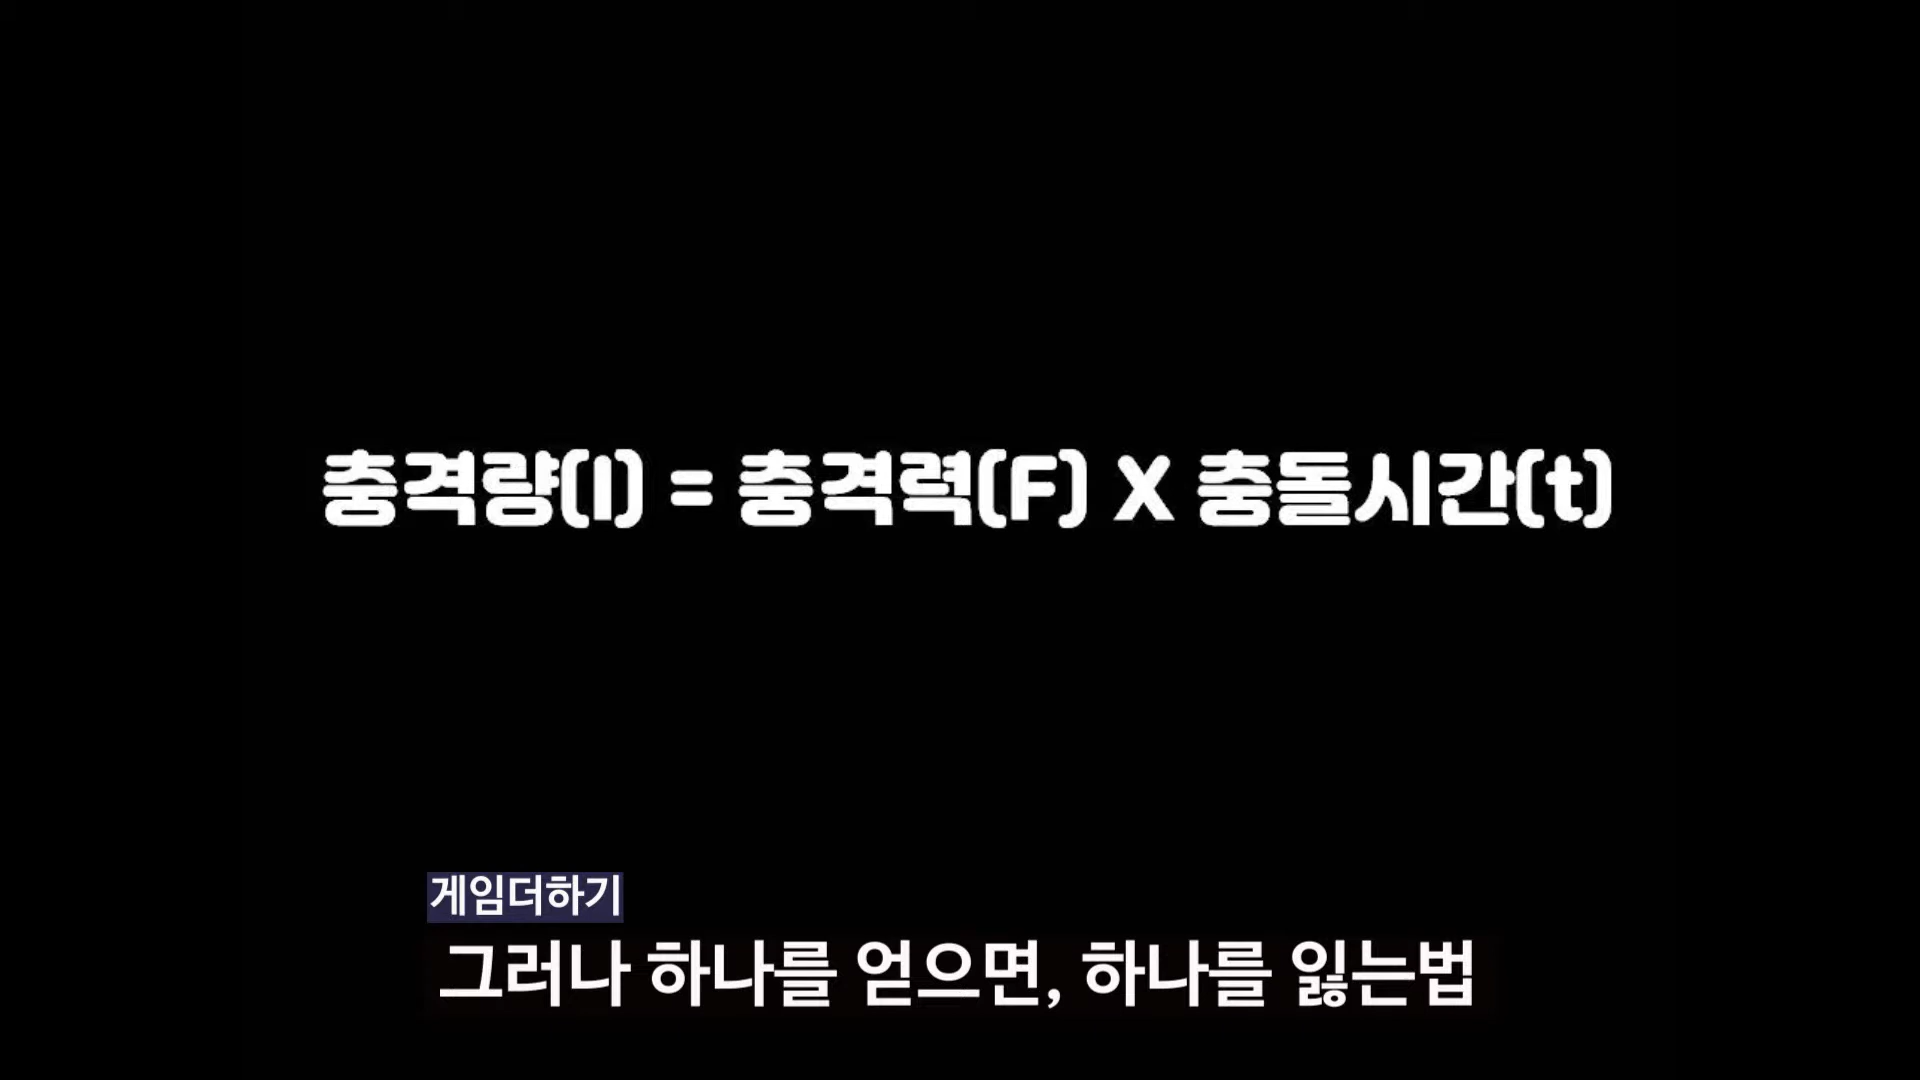 충격량(I) = 충격력(F) X 충돌시간(t)
게임더하기
그러나 하나를 얻으면, 하나를 잃는법